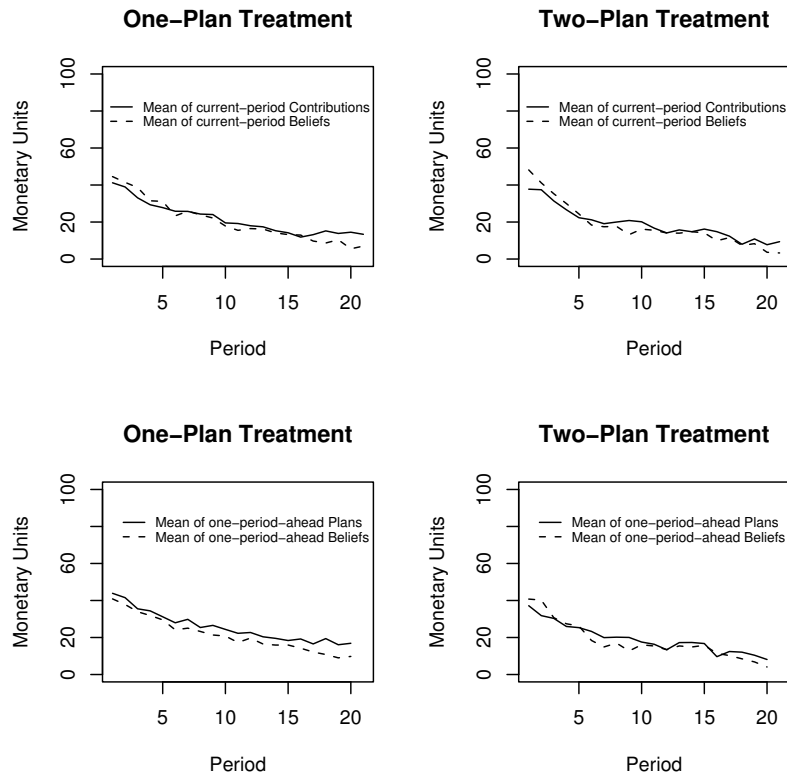 One−Plan Treatment
Monetary Units
100
60
20
0
Mean of current−period Contributions
Mean of current−period Beliefs
5 10 15 20
Period
Two−Plan Treatment
Monetary Units
100
60
20
0
Mean of current−period Contributions
Mean of current−period Beliefs
5 10 15 20
Period
One−Plan Treatment
Monetary Units
100
60
20
0
Mean of one−period−ahead Plans
Mean of one−period−ahead Beliefs
5 10 15 20
Period
Two−Plan Treatment
Monetary Units
100
60
20
0
Mean of one−period−ahead Plans
Mean of one−period−ahead Beliefs
5 10 15 20
Period